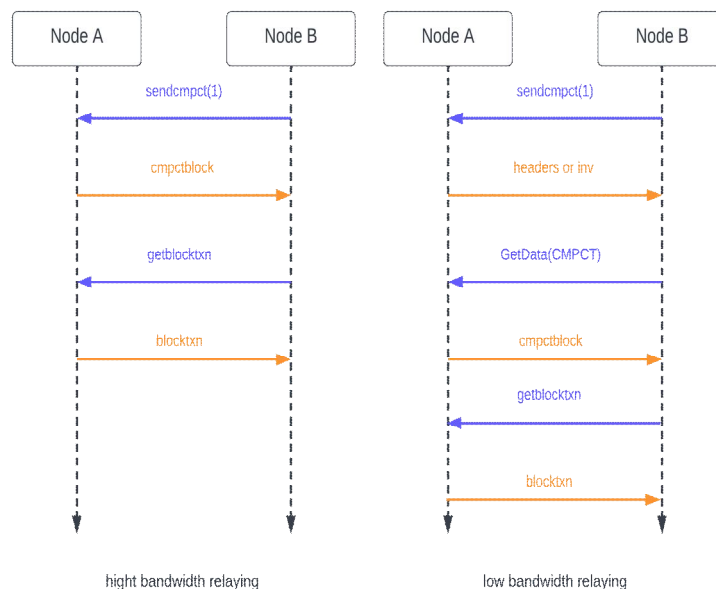 Node A
Node B
sendcmpct(1)
cmpctblock
getblocktxn
blocktxn
hight bandwidth relaying
Node A
Node B
sendcmpct(1)
headers or inv
GetData(CMPCT)
cmpctblock
getblocktxn
blocktxn
low bandwidth relaying